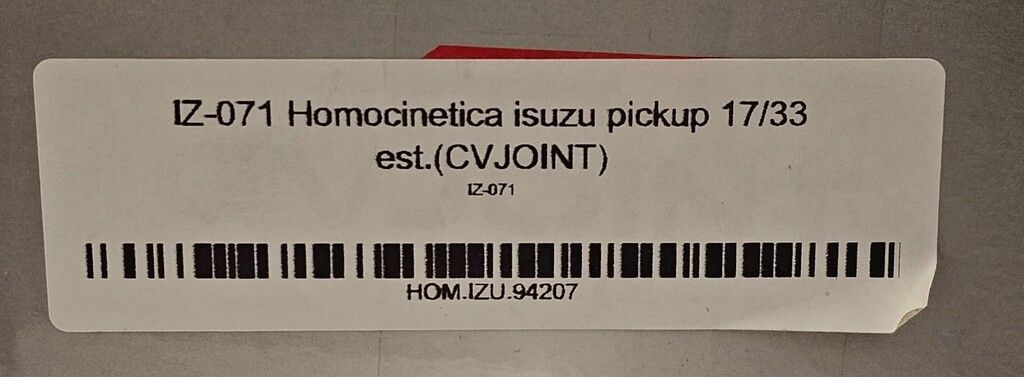 IZ-071 Homocinetica isuzu pickup 17/33
est.(CVJOINT)
IZ-071
HOM.IZU.94207